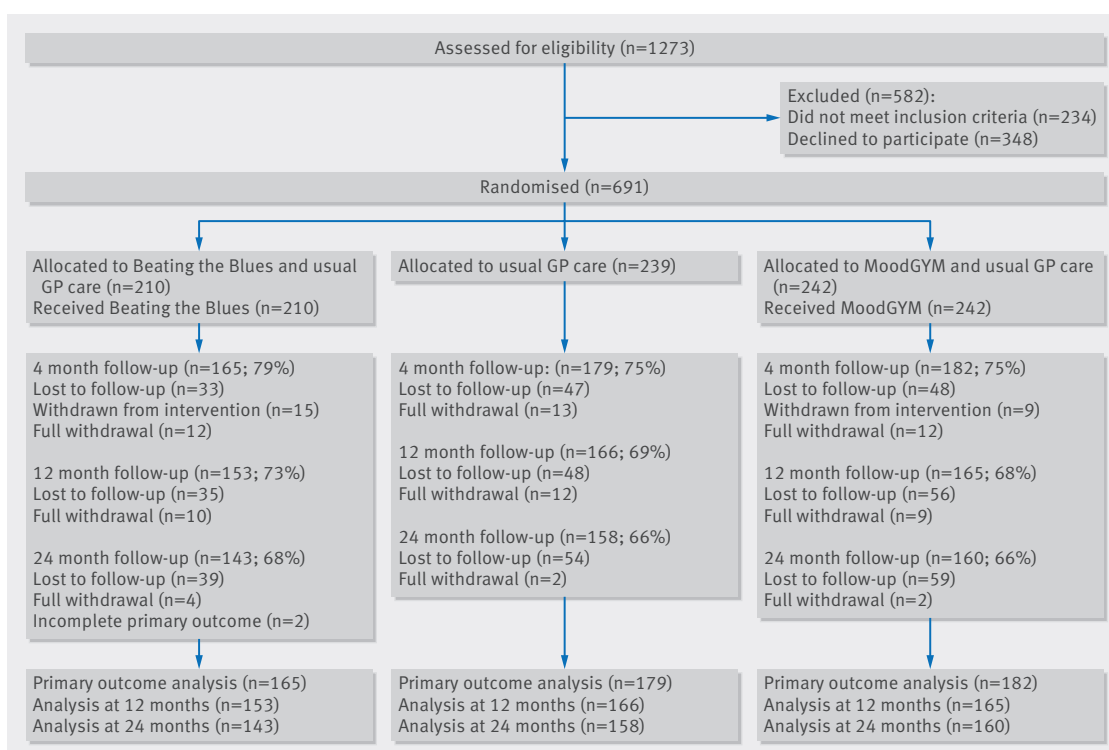 Assessed for eligibility (n=1273)
Excluded (n=582):
Did not meet inclusion criteria (n=234)
Declined to participate (n=348)
Randomised (n=691)
Allocated to Beating the Blues and usual
GP care (n=210)
Received Beating the Blues (n=210)
Allocated to usual GP care (n=239)
Allocated to MoodGYM and usual GP care
(n=242)
Received MoodGYM (n=242)
4 month follow-up (n=165; 79%)
Lost to follow-up (n=33)
Withdrawn from intervention (n=15)
Full withdrawal (n=12)
12 month follow-up (n=153; 73%)
Lost to follow-up (n=35)
Full withdrawal (n=10)
24 month follow-up (n=143; 68%)
Lost to follow-up (n=39)
Full withdrawal (n=4)
Incomplete primary outcome (n=2)
4 month follow-up: (n=179; 75%)
Lost to follow-up (n=47)
Full withdrawal (n=13)
12 month follow-up (n=166; 69%)
Lost to follow-up (n=48)
Full withdrawal (n=12)
24 month follow-up (n=158; 66%)
Lost to follow-up (n=54)
Full withdrawal (n=2)
4 month follow-up (n=182; 75%)
Lost to follow-up (n=48)
Withdrawn from intervention (n=9)
Full withdrawal (n=12)
12 month follow-up (n=165; 68%)
Lost to follow-up (n=56)
Full withdrawal (n=9)
24 month follow-up (n=160; 66%)
Lost to follow-up (n=59)
Full withdrawal (n=2)
Primary outcome analysis (n=165)
Analysis at 12 months (n=153)
Analysis at 24 months (n=143)
Primary outcome analysis (n=179)
Analysis at 12 months (n=166)
Analysis at 24 months (n=158)
Primary outcome analysis (n=182)
Analysis at 12 months (n=165)
Analysis at 24 months (n=160)